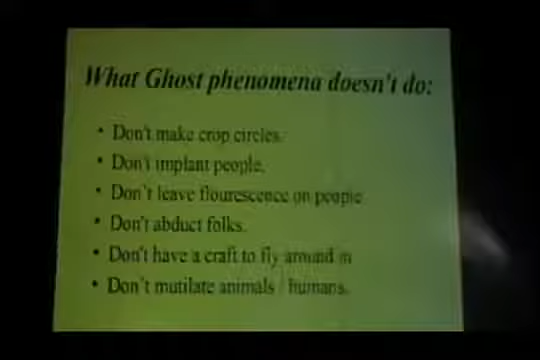 What Ghost phenomena doesn't do:
• Don't make crop circles.
• Don't implant people.
• Don't leave flourescence on people
• Don't abduct folks.
• Don't have a craft to fly around in
• Don't mutilate animals / humans.